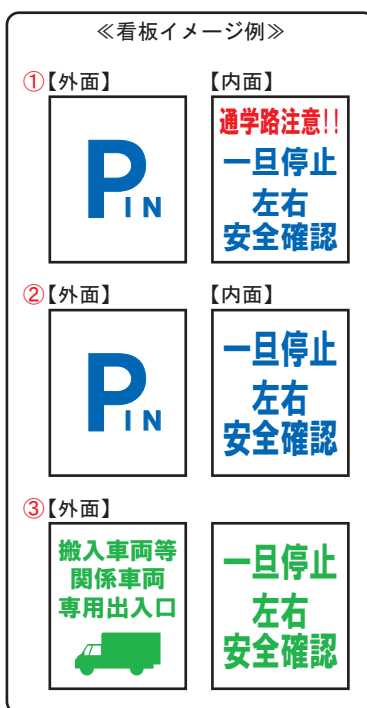 ≪看板イメージ例≫
①【外面】
【内面】
PIN
通学路注意!!
一旦停止
左右
安全確認
②【外面】
【内面】
PIN
一旦停止
左右
安全確認
③【外面】
搬入車両等
関係車両
専用出入口
一旦停止
左右
安全確認